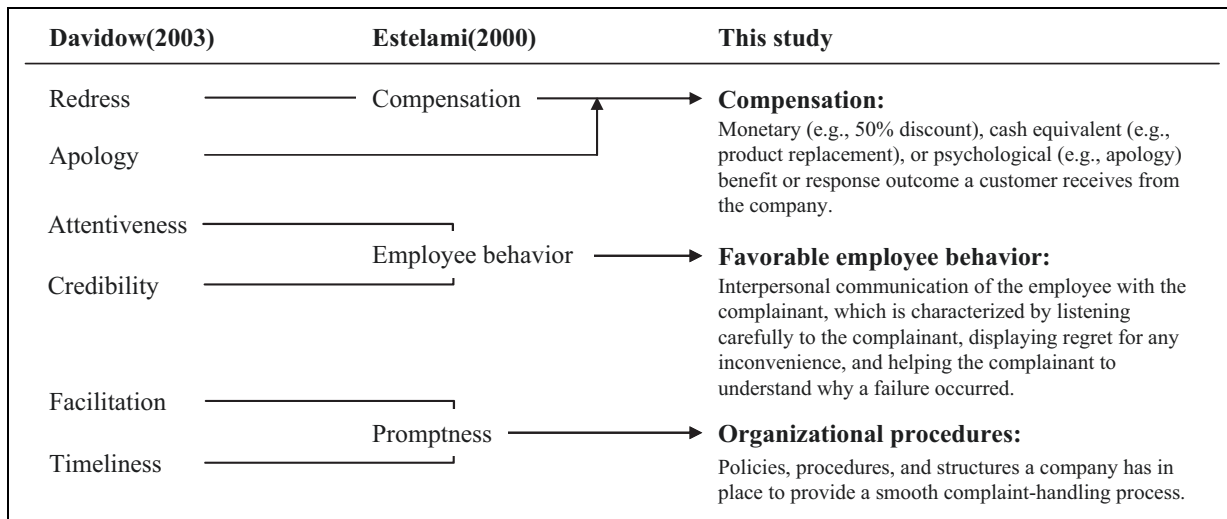 Davidow(2003) Estelami(2000) This study
Redress Compensation Compensation:
Monetary (e.g., 50% discount), cash equivalent (e.g.,
Apology product replacement), or psychological (e.g., apology)
benefit or response outcome a customer receives from
the company.
Attentiveness
Employee behavior Favorable employee behavior:
Credibility Interpersonal communication of the employee with the
complainant, which is characterized by listening
carefully to the complainant, displaying regret for any
inconvenience, and helping the complainant to
understand why a failure occurred.
Facilitation
Promptness Organizational procedures:
Timeliness Policies, procedures, and structures a company has in
place to provide a smooth complaint-handling process.